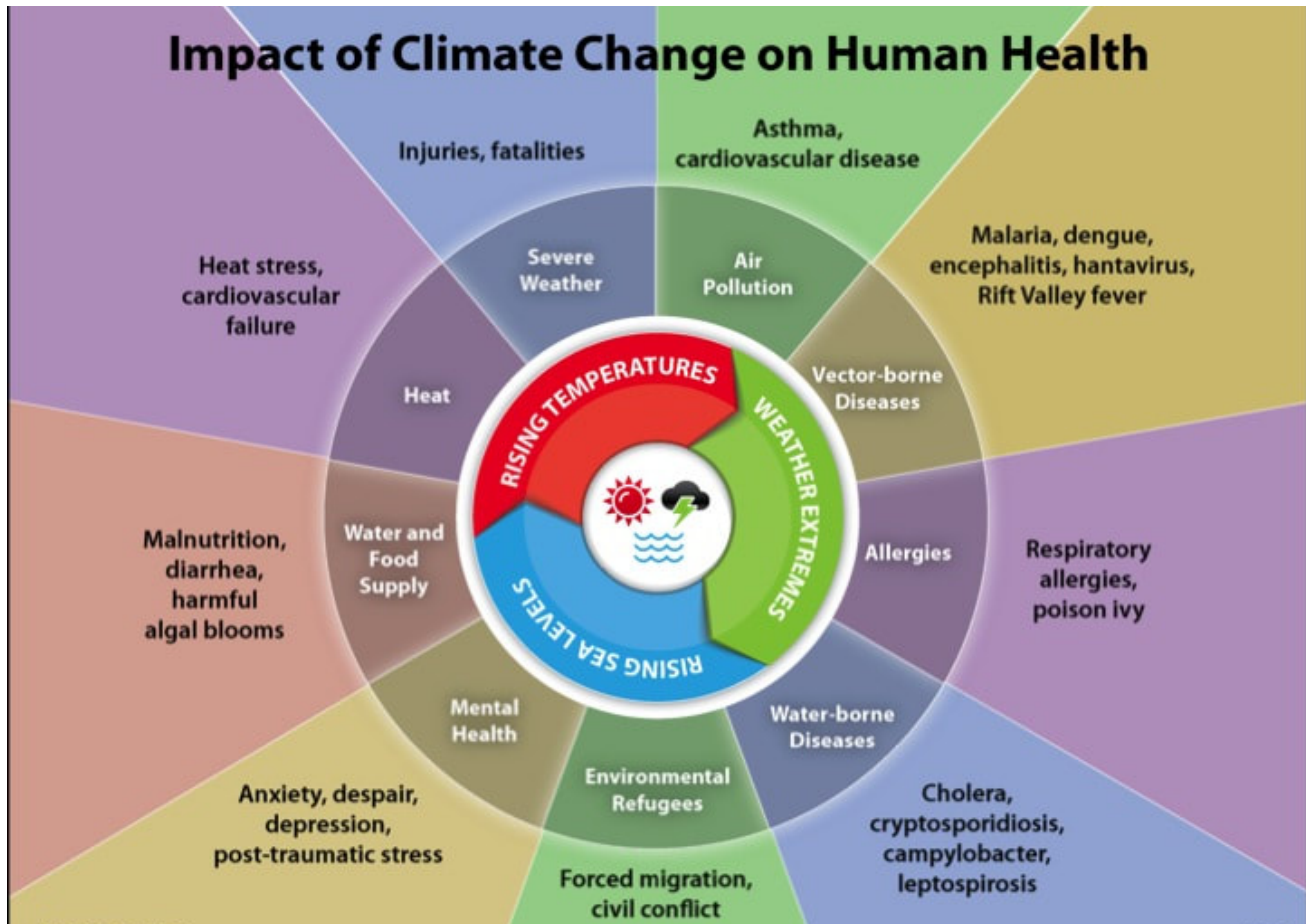 Impact of Climate Change on Human Health
Injuries, fatalities
Asthma,
cardiovascular disease
Malaria, dengue,
encephalitis, hantavirus,
Rift Valley fever
Heat stress,
cardiovascular
failure
Severe
Weather
Air
Pollution
Heat
Vector-borne
Diseases
RISING TEMPERATURES
WEATHER EXTREMES
RISING SEA LEVELS
Malnutrition,
diarrhea,
harmful
algal blooms
Water and
Food
Supply
Allergies
Respiratory
allergies,
poison ivy
Mental
Health
Environmental
Refugees
Water-borne
Diseases
Anxiety, despair,
depression,
post-traumatic stress
Forced migration,
civil conflict
Cholera,
cryptosporidiosis,
campylobacter,
leptospirosis